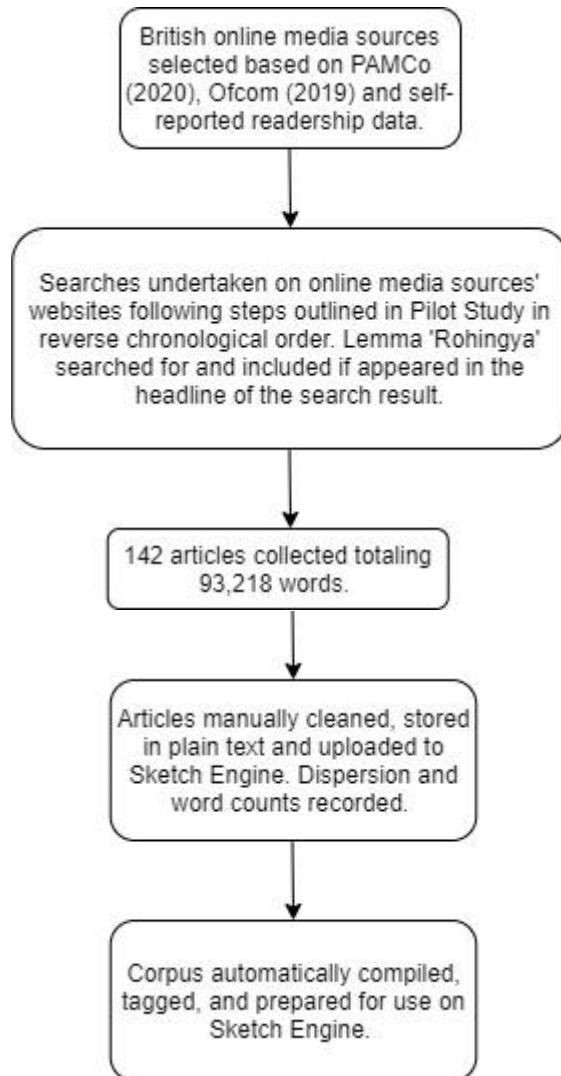 British online media sources
selected based on PAMCo
(2020), Ofcom (2019) and self-
reported readership data.
Searches undertaken on online media sources'
websites following steps outlined in Pilot Study in
reverse chronological order. Lemma 'Rohingya'
searched for and included if appeared in the
headline of the search result.
142 articles collected totaling
93,218 words.
Articles manually cleaned, stored
in plain text and uploaded to
Sketch Engine. Dispersion and
word counts recorded.
Corpus automatically compiled,
tagged, and prepared for use on
Sketch Engine.